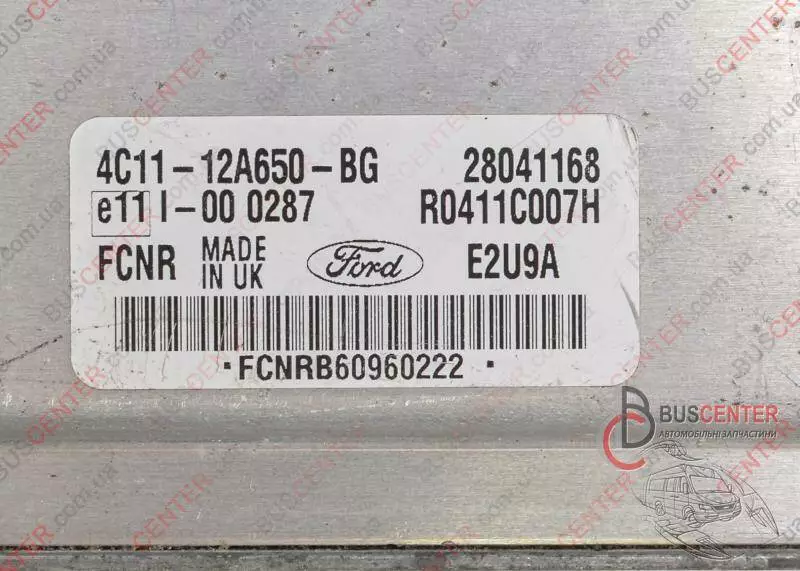 4C11-12A650-BG 28041168
e11 I-00 0287 R0411C007H
FCNR MADE IN UK Ford E2U9A
·FCNRB60960222 ·
BUSCENTER
АВТОМОБІЛЬНІ ЗАПЧАСТИНИ
BUSCENTER.com.ua